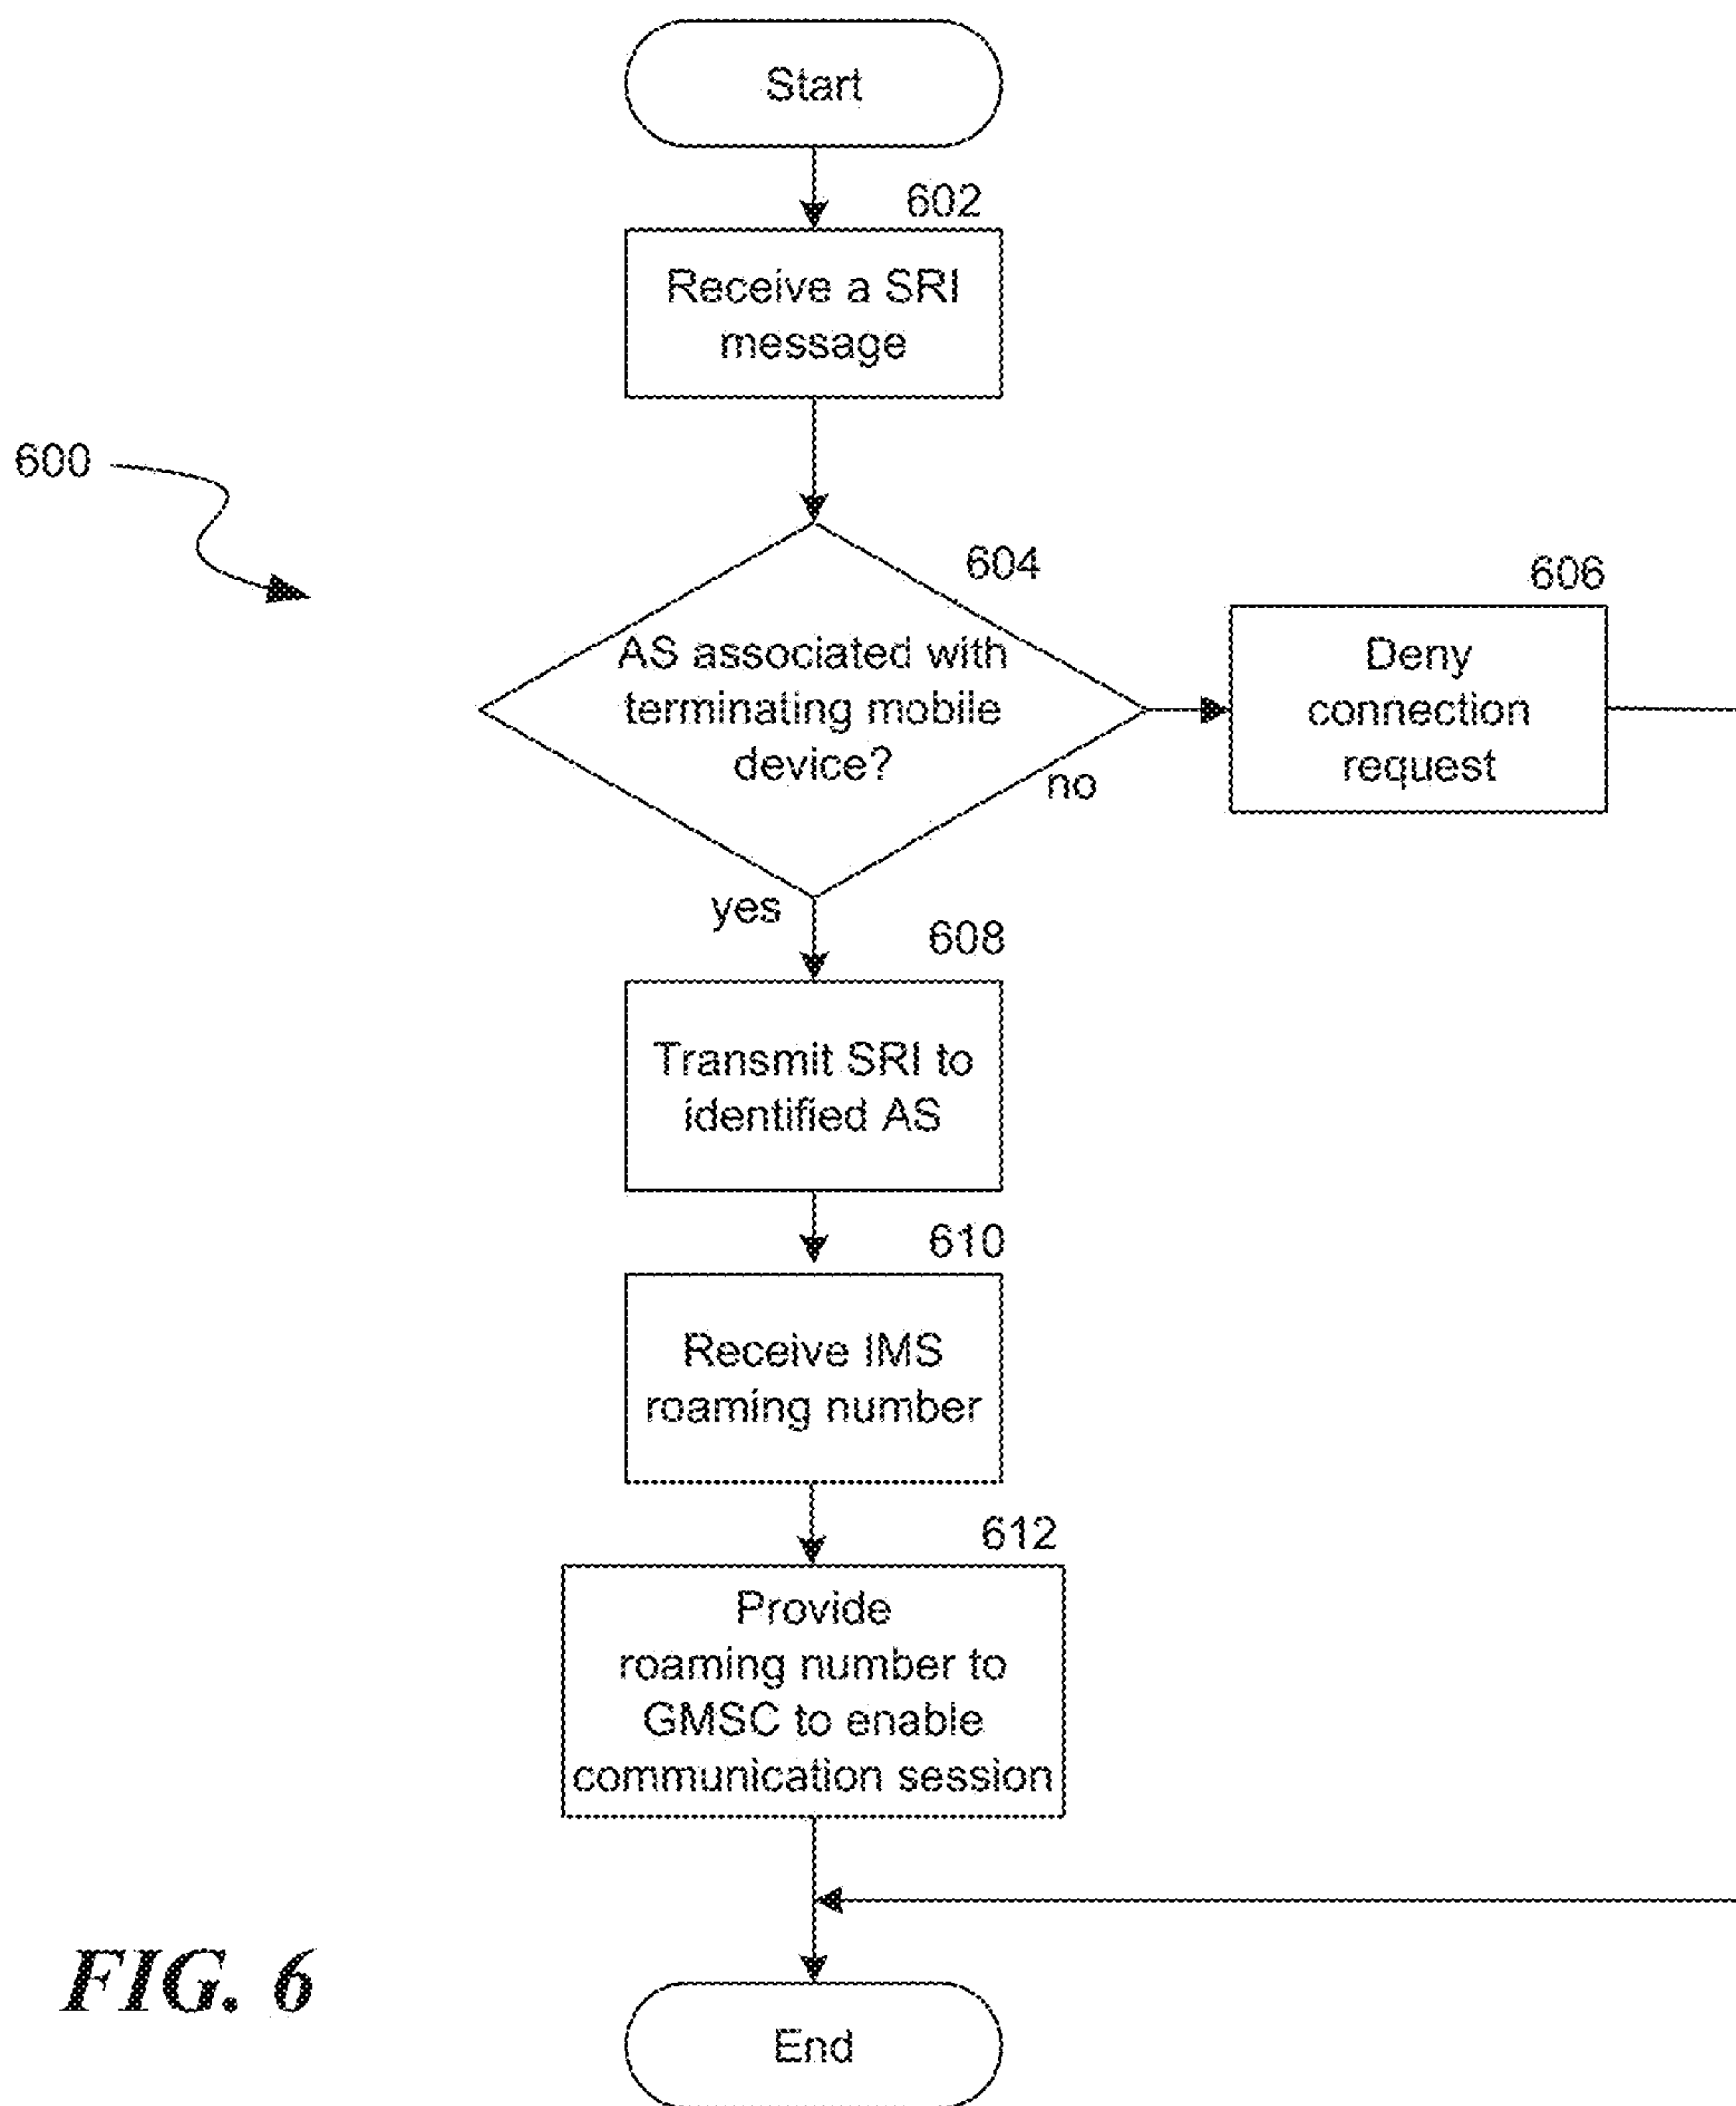 Start
602
Receive a SRI
message
600
604
AS associated with
terminating mobile
device?
no
606
Deny
connection
request
yes
608
Transmit SRI to
identified AS
610
Receive IMS
roaming number
612
Provide
roaming number to
GMSC to enable
communication session
FIG. 6
End